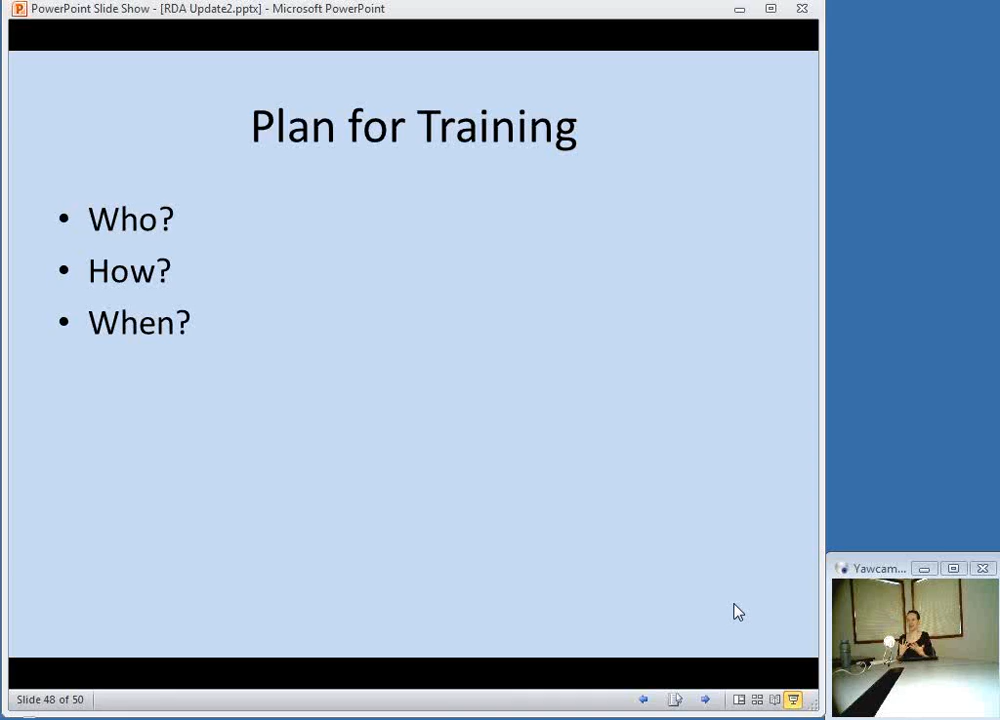 PowerPoint Slide Show - [RDA Update2.pptx] - Microsoft PowerPoint
Plan for Training
• Who?
• How?
• When?
Yawcam...
Slide 48 of 50